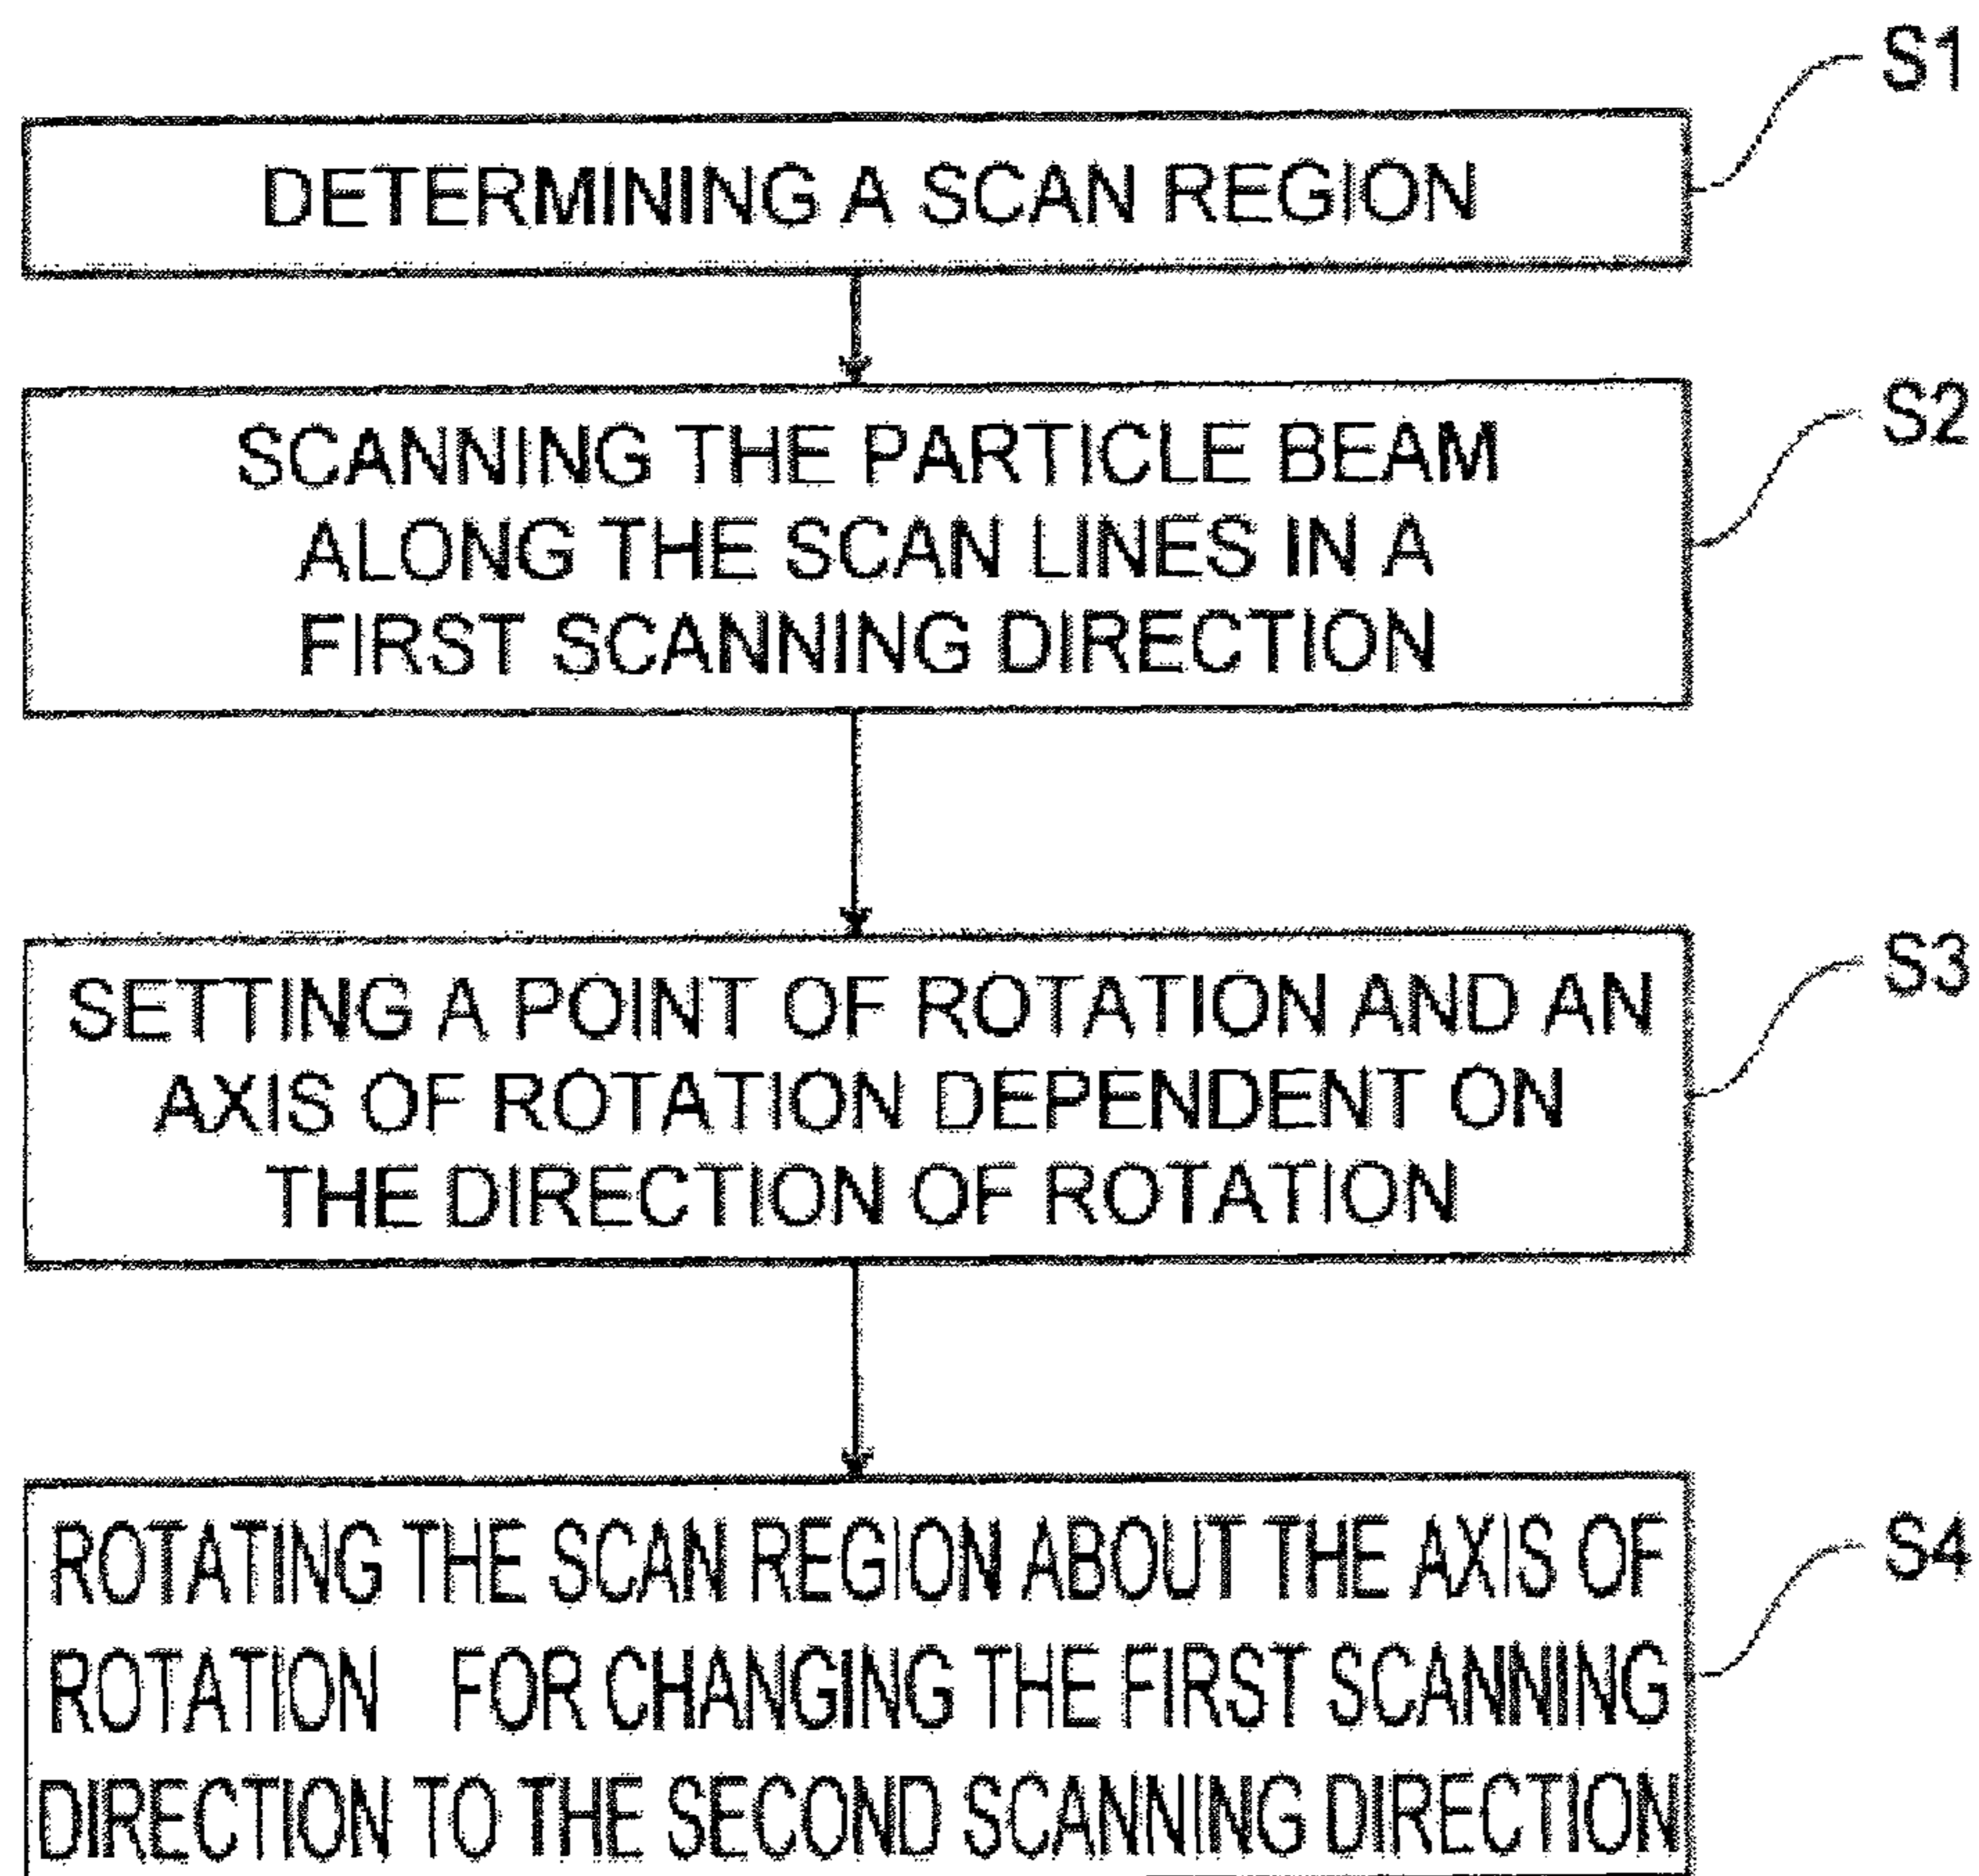 S1
DETERMINING A SCAN REGION
S2
SCANNING THE PARTICLE BEAM
ALONG THE SCAN LINES IN A
FIRST SCANNING DIRECTION
S3
SETTING A POINT OF ROTATION AND AN
AXIS OF ROTATION DEPENDENT ON
THE DIRECTION OF ROTATION
S4
ROTATING THE SCAN REGION ABOUT THE AXIS OF
ROTATION FOR CHANGING THE FIRST SCANNING
DIRECTION TO THE SECOND SCANNING DIRECTION